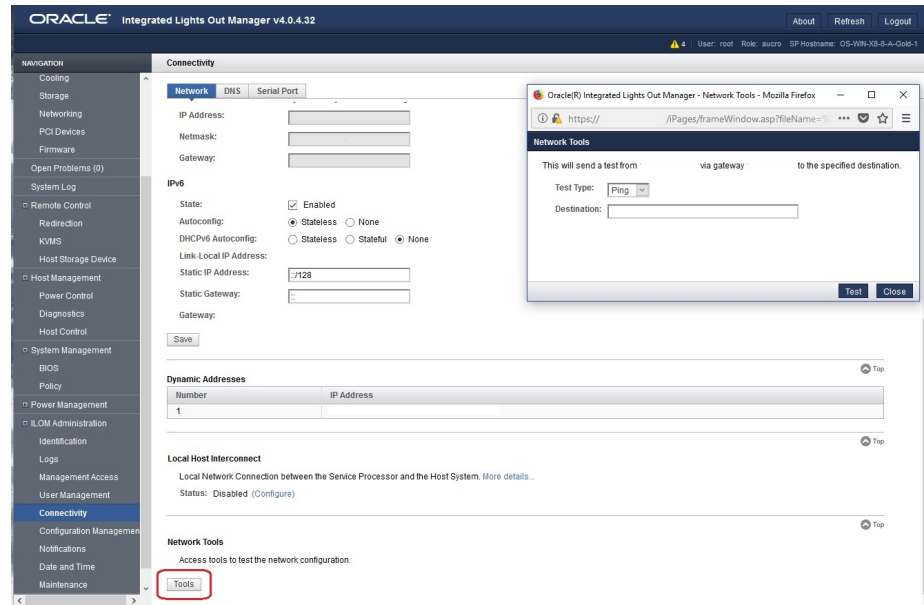 ORACLE® Integrated Lights Out Manager v4.0.4.32
About Refresh Logout
4 User: root Role: aucro SP Hostname: OS-WIN-X8-8-A-Gold-1
NAVIGATION
Cooling
Storage
Networking
PCI Devices
Firmware
Open Problems (0)
System Log
Remote Control
Redirection
KVMS
Host Storage Device
Host Management
Power Control
Diagnostics
Host Control
System Management
BIOS
Policy
Power Management
ILOM Administration
Identification
Logs
Management Access
User Management
Connectivity
Configuration Managemen
Notifications
Date and Time
Maintenance
Connectivity
Network DNS Serial Port
IP Address:
Netmask:
Gateway:
IPv6
State: Enabled
Autoconfig: Stateless None
DHCPv6 Autoconfig: Stateless Stateful None
Link-Local IP Address:
Static IP Address: ::/128
Static Gateway: ::
Gateway:
Save
Top
Dynamic Addresses
Number IP Address
1
Top
Local Host Interconnect
Local Network Connection between the Service Processor and the Host System. More details...
Status: Disabled (Configure)
Top
Network Tools
Access tools to test the network configuration.
Tools
Oracle(R) Integrated Lights Out Manager - Network Tools - Mozilla Firefox
https:// /iPages/frameWindow.asp?fileName=
Network Tools
This will send a test from via gateway to the specified destination.
Test Type: Ping
Destination:
Test Close